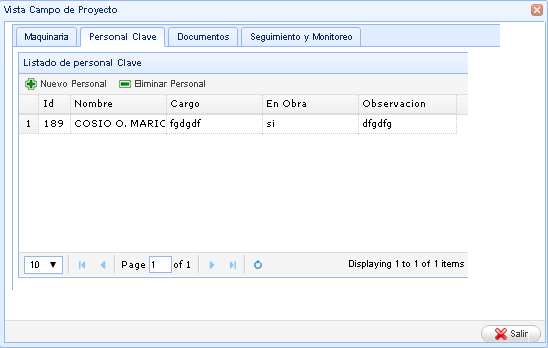 Vista Campo de Proyecto
Maquinaria Personal Clave Documentos Seguimiento y Monitoreo
Listado de personal Clave
Nuevo Personal Eliminar Personal
Id Nombre Cargo En Obra Observacion
1 189 COSIO O. MARIO fgdgdf si dfgdfg
10 Page 1 of 1 Displaying 1 to 1 of 1 items
Salir